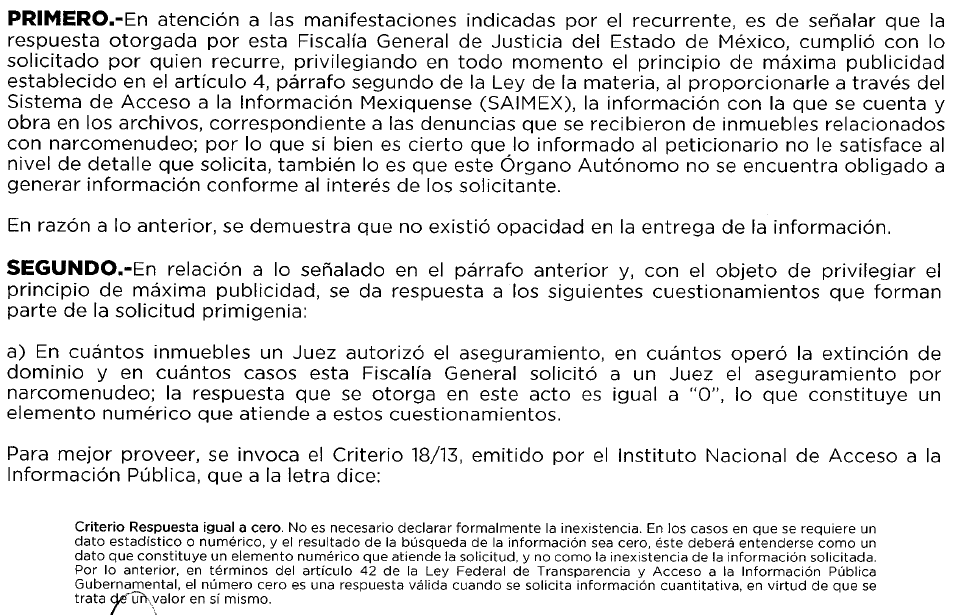 PRIMERO.-En atención a las manifestaciones indicadas por el recurrente, es de señalar que la
respuesta otorgada por esta Fiscalía General de Justicia del Estado de México, cumplió con lo
solicitado por quien recurre, privilegiando en todo momento el principio de máxima publicidad
establecido en el artículo 4, párrafo segundo de la Ley de la materia, al proporcionarle a través del
Sistema de Acceso a la Información Mexiquense (SAIMEX), la información con la que se cuenta y
obra en los archivos, correspondiente a las denuncias que se recibieron de inmuebles relacionados
con narcomenudeo; por lo que si bien es cierto que lo informado al peticionario no le satisface al
nivel de detalle que solicita, también lo es que este Órgano Autónomo no se encuentra obligado a
generar información conforme al interés de los solicitante.
En razón a lo anterior, se demuestra que no existió opacidad en la entrega de la información.
SEGUNDO.-En relación a lo señalado en el párrafo anterior y, con el objeto de privilegiar el
principio de máxima publicidad, se da respuesta a los siguientes cuestionamientos que forman
parte de la solicitud primigenia:
a) En cuántos inmuebles un Juez autorizó el aseguramiento, en cuántos operó la extinción de
dominio y en cuántos casos esta Fiscalía General solicitó a un Juez el aseguramiento por
narcomenudeo; la respuesta que se otorga en este acto es igual a "0", lo que constituye un
elemento numérico que atiende a estos cuestionamientos.
Para mejor proveer, se invoca el Criterio 18/13, emitido por el Instituto Nacional de Acceso a la
Información Pública, que a la letra dice:
Criterio Respuesta igual a cero. No es necesario declarar formalmente la inexistencia. En los casos en que se requiere un
dato estadístico o numérico, y el resultado de la búsqueda de la información sea cero, éste deberá entenderse como un
dato que constituye un elemento numérico que atiende la solicitud, y no como la inexistencia de la información solicitada.
Por lo anterior, en términos del artículo 42 de la Ley Federal de Transparencia y Acceso a la Información Pública
Gubernamental, el número cero es una respuesta válida cuando se solicita información cuantitativa, en virtud de que se
trata de un valor en sí mismo.